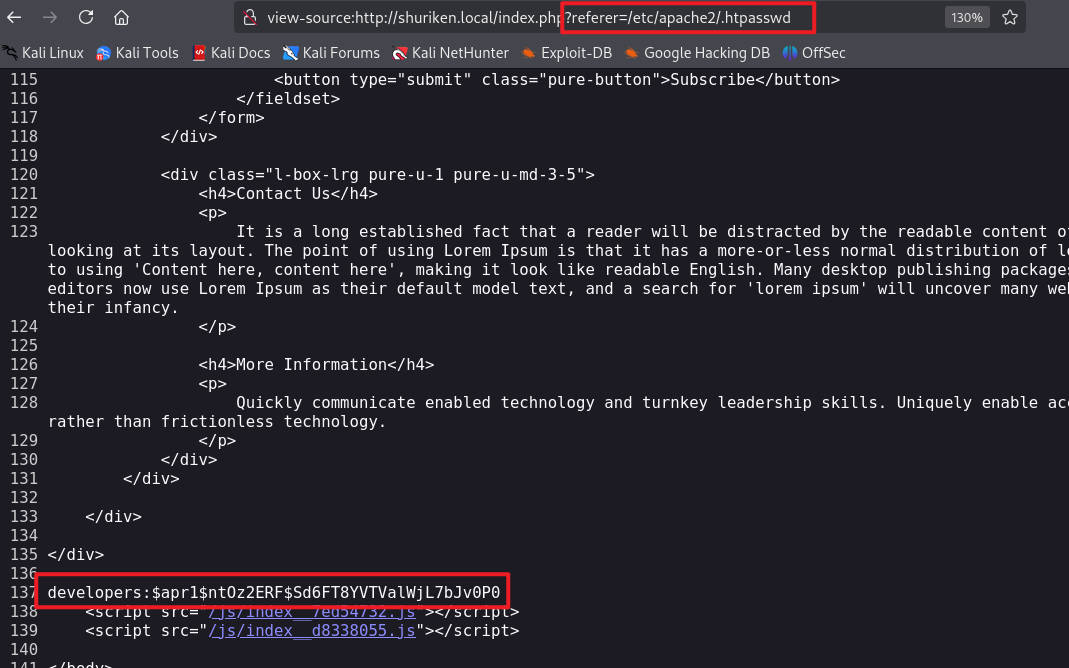 view-source:http://shuriken.local/index.php?referer=/etc/apache2/.htpasswd 130%
Kali Linux Kali Tools Kali Docs Kali Forums Kali NetHunter Exploit-DB Google Hacking DB OffSec
115 <button type="submit" class="pure-button">Subscribe</button>
116 </fieldset>
117 </form>
118 </div>
119
120 <div class="l-box-lrg pure-u-1 pure-u-md-3-5">
121 <h4>Contact Us</h4>
122 <p>
123 It is a long established fact that a reader will be distracted by the readable content
looking at its layout. The point of using Lorem Ipsum is that it has a more-or-less normal distribution of
to using 'Content here, content here', making it look like readable English. Many desktop publishing packages
editors now use Lorem Ipsum as their default model text, and a search for 'lorem ipsum' will uncover many
their infancy.
124 </p>
125
126 <h4>More Information</h4>
127 <p>
128 Quickly communicate enabled technology and turnkey leadership skills. Uniquely enable
rather than frictionless technology.
129 </p>
130 </div>
131 </div>
132
133 </div>
134
135 </div>
136
137 developers:$apr1$ntOz2ERF$Sd6FT8YVTValWjL7bJv0P0
138 <script src="/js/index__7ed54732.js"></script>
139 <script src="/js/index__d8338055.js"></script>
140
141 </body>